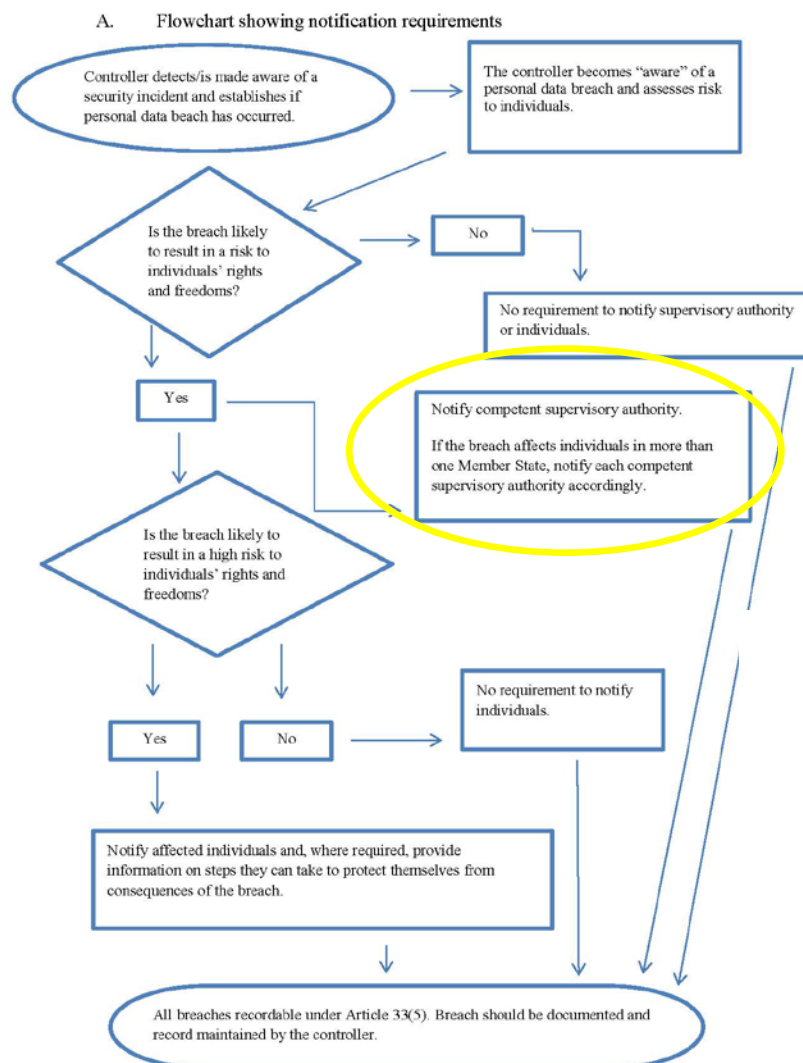 A. Flowchart showing notification requirements
Controller detects/is made aware of a
security incident and establishes if
personal data beach has occurred.
The controller becomes “aware” of a
personal data breach and assesses risk
to individuals.
Is the breach likely
to result in a risk to
individuals’ rights
and freedoms?
No
No requirement to notify supervisory authority
or individuals.
Yes
Notify competent supervisory authority.
If the breach affects individuals in more than
one Member State, notify each competent
supervisory authority accordingly.
Is the breach likely to
result in a high risk to
individuals’ rights and
freedoms?
Yes
No
No requirement to notify
individuals.
Notify affected individuals and, where required, provide
information on steps they can take to protect themselves from
consequences of the breach.
All breaches recordable under Article 33(5). Breach should be documented and
record maintained by the controller.